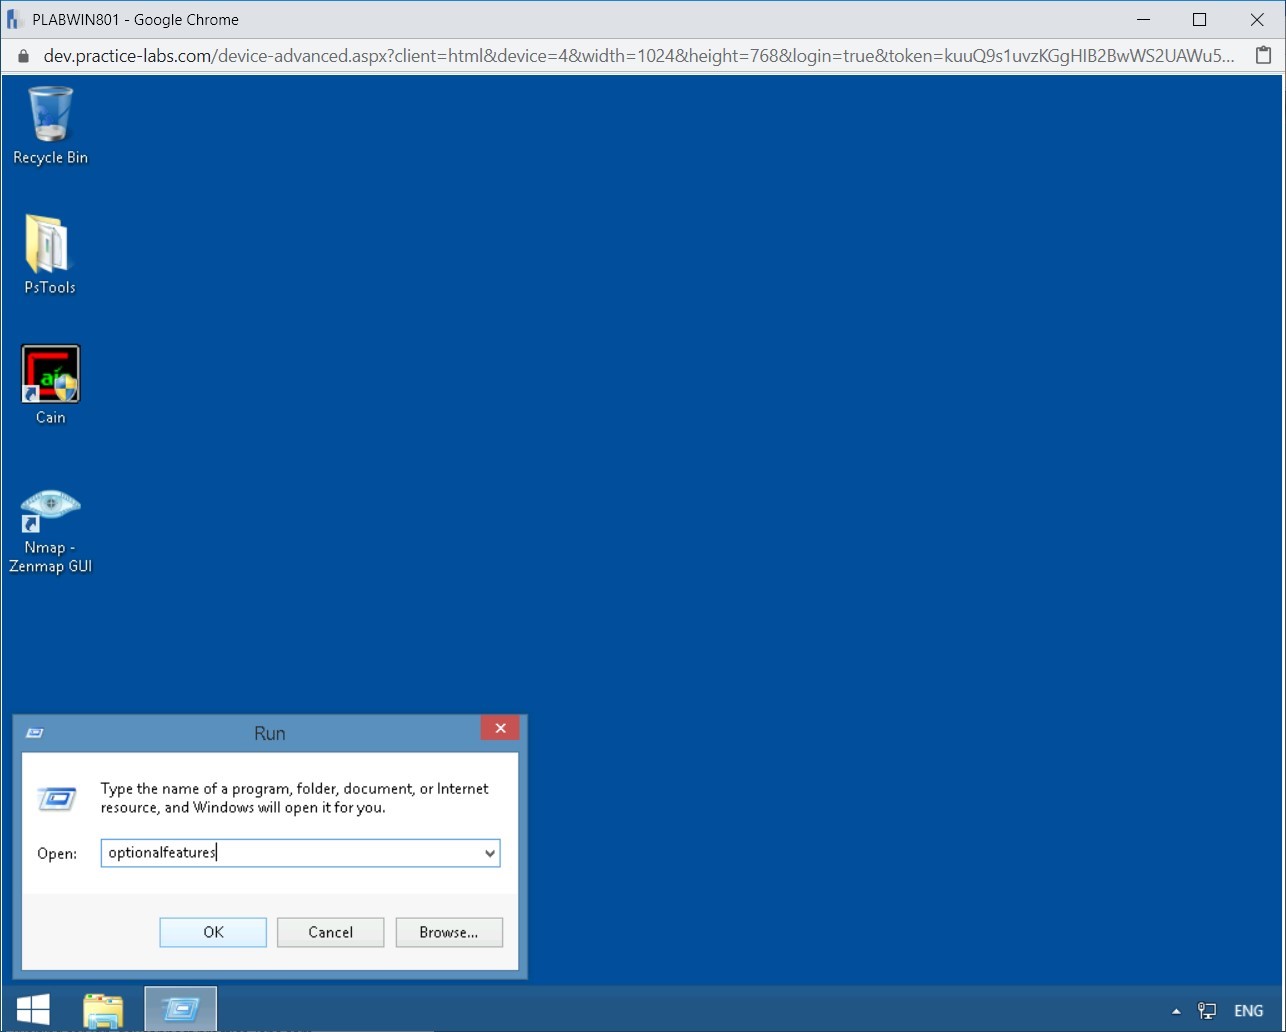 PLABWIN801 - Google Chrome
dev.practice-labs.com/device-advanced.aspx?client=html&device=4&width=1024&height=768&login=true&token=kuuQ9s1uvzKGgHIB2BwWS2UAWu5...
Recycle Bin
PsTools
Cain
Nmap -
Zenmap GUI
Run
Type the name of a program, folder, document, or Internet
resource, and Windows will open it for you.
Open: optionalfeatures
OK Cancel Browse...
ENG